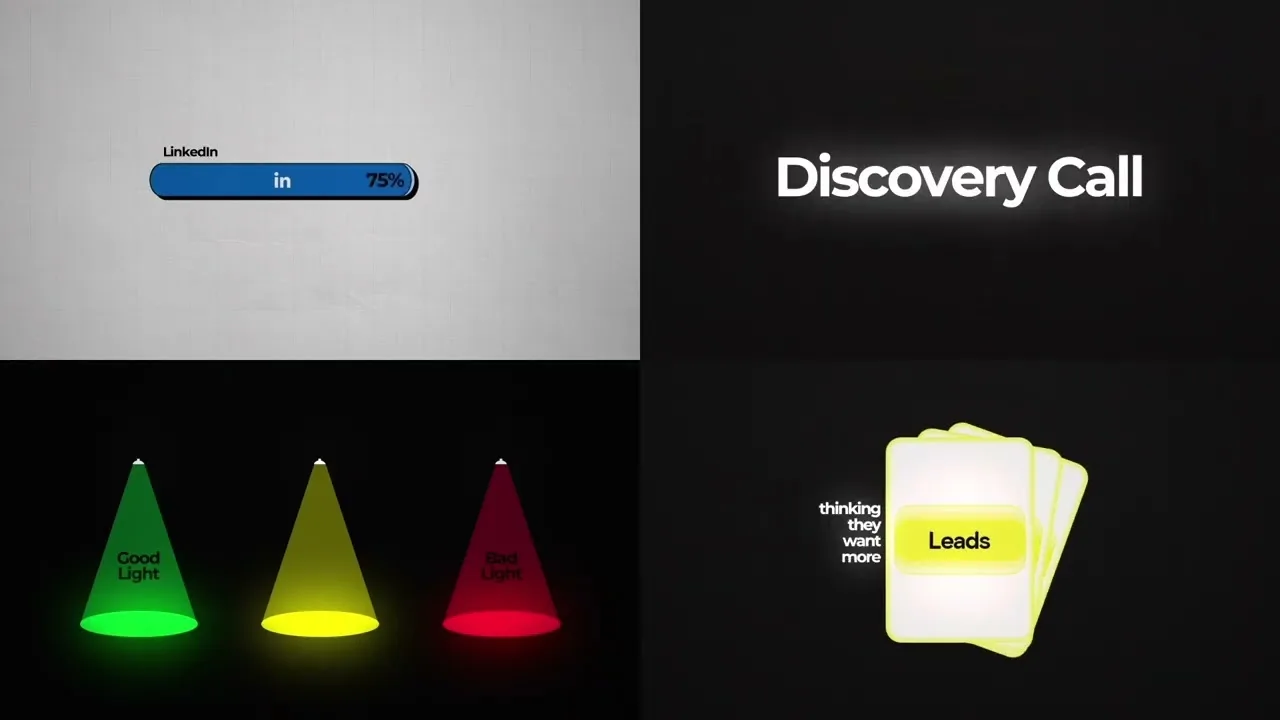 LinkedIn
in 75%
Discovery Call
Good
Light
Bad
Light
thinking
they
want
more
Leads